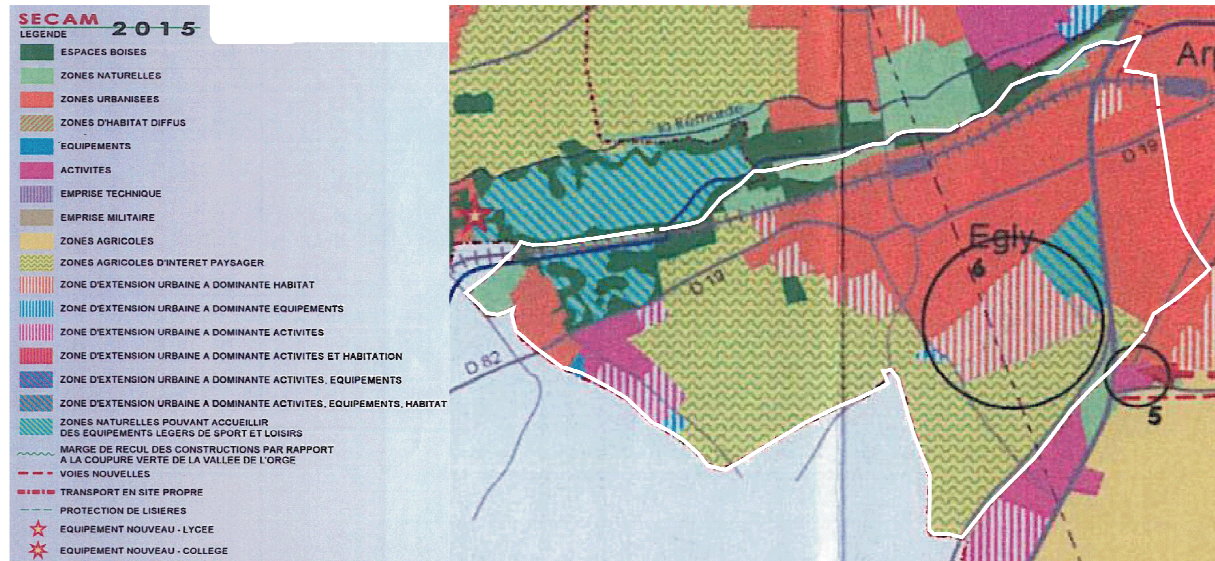 SECAM 2015
LEGENDE
ESPACES BOISES
ZONES NATURELLES
ZONES URBANISEES
ZONES D'HABITAT DIFFUS
EQUIPEMENTS
ACTIVITES
EMPRISE TECHNIQUE
EMPRISE MILITAIRE
ZONES AGRICOLES
ZONES AGRICOLES D'INTERET PAYSAGER
ZONE D'EXTENSION URBAINE A DOMINANTE HABITAT
ZONE D'EXTENSION URBAINE A DOMINANTE EQUIPEMENTS
ZONE D'EXTENSION URBAINE A DOMINANTE ACTIVITES
ZONE D'EXTENSION URBAINE A DOMINANTE ACTIVITES ET HABITATION
ZONE D'EXTENSION URBAINE A DOMINANTE ACTIVITES, EQUIPEMENTS
ZONE D'EXTENSION URBAINE A DOMINANTE ACTIVITES, EQUIPEMENTS, HABITAT
ZONES NATURELLES POUVANT ACCUEILLIR
DES EQUIPEMENTS LEGERS DE SPORT ET LOISIRS
MARGE DE RECUL DES CONSTRUCTIONS PAR RAPPORT
A LA COUPURE VERTE DE LA VALLEE DE L'ORGE
VOIES NOUVELLES
TRANSPORT EN SITE PROPRE
PROTECTION DE LISIERES
EQUIPEMENT NOUVEAU - LYCEE
EQUIPEMENT NOUVEAU - COLLEGE
Arp
la Rémarde
D 19
Egly
6
D 19
D 82
5